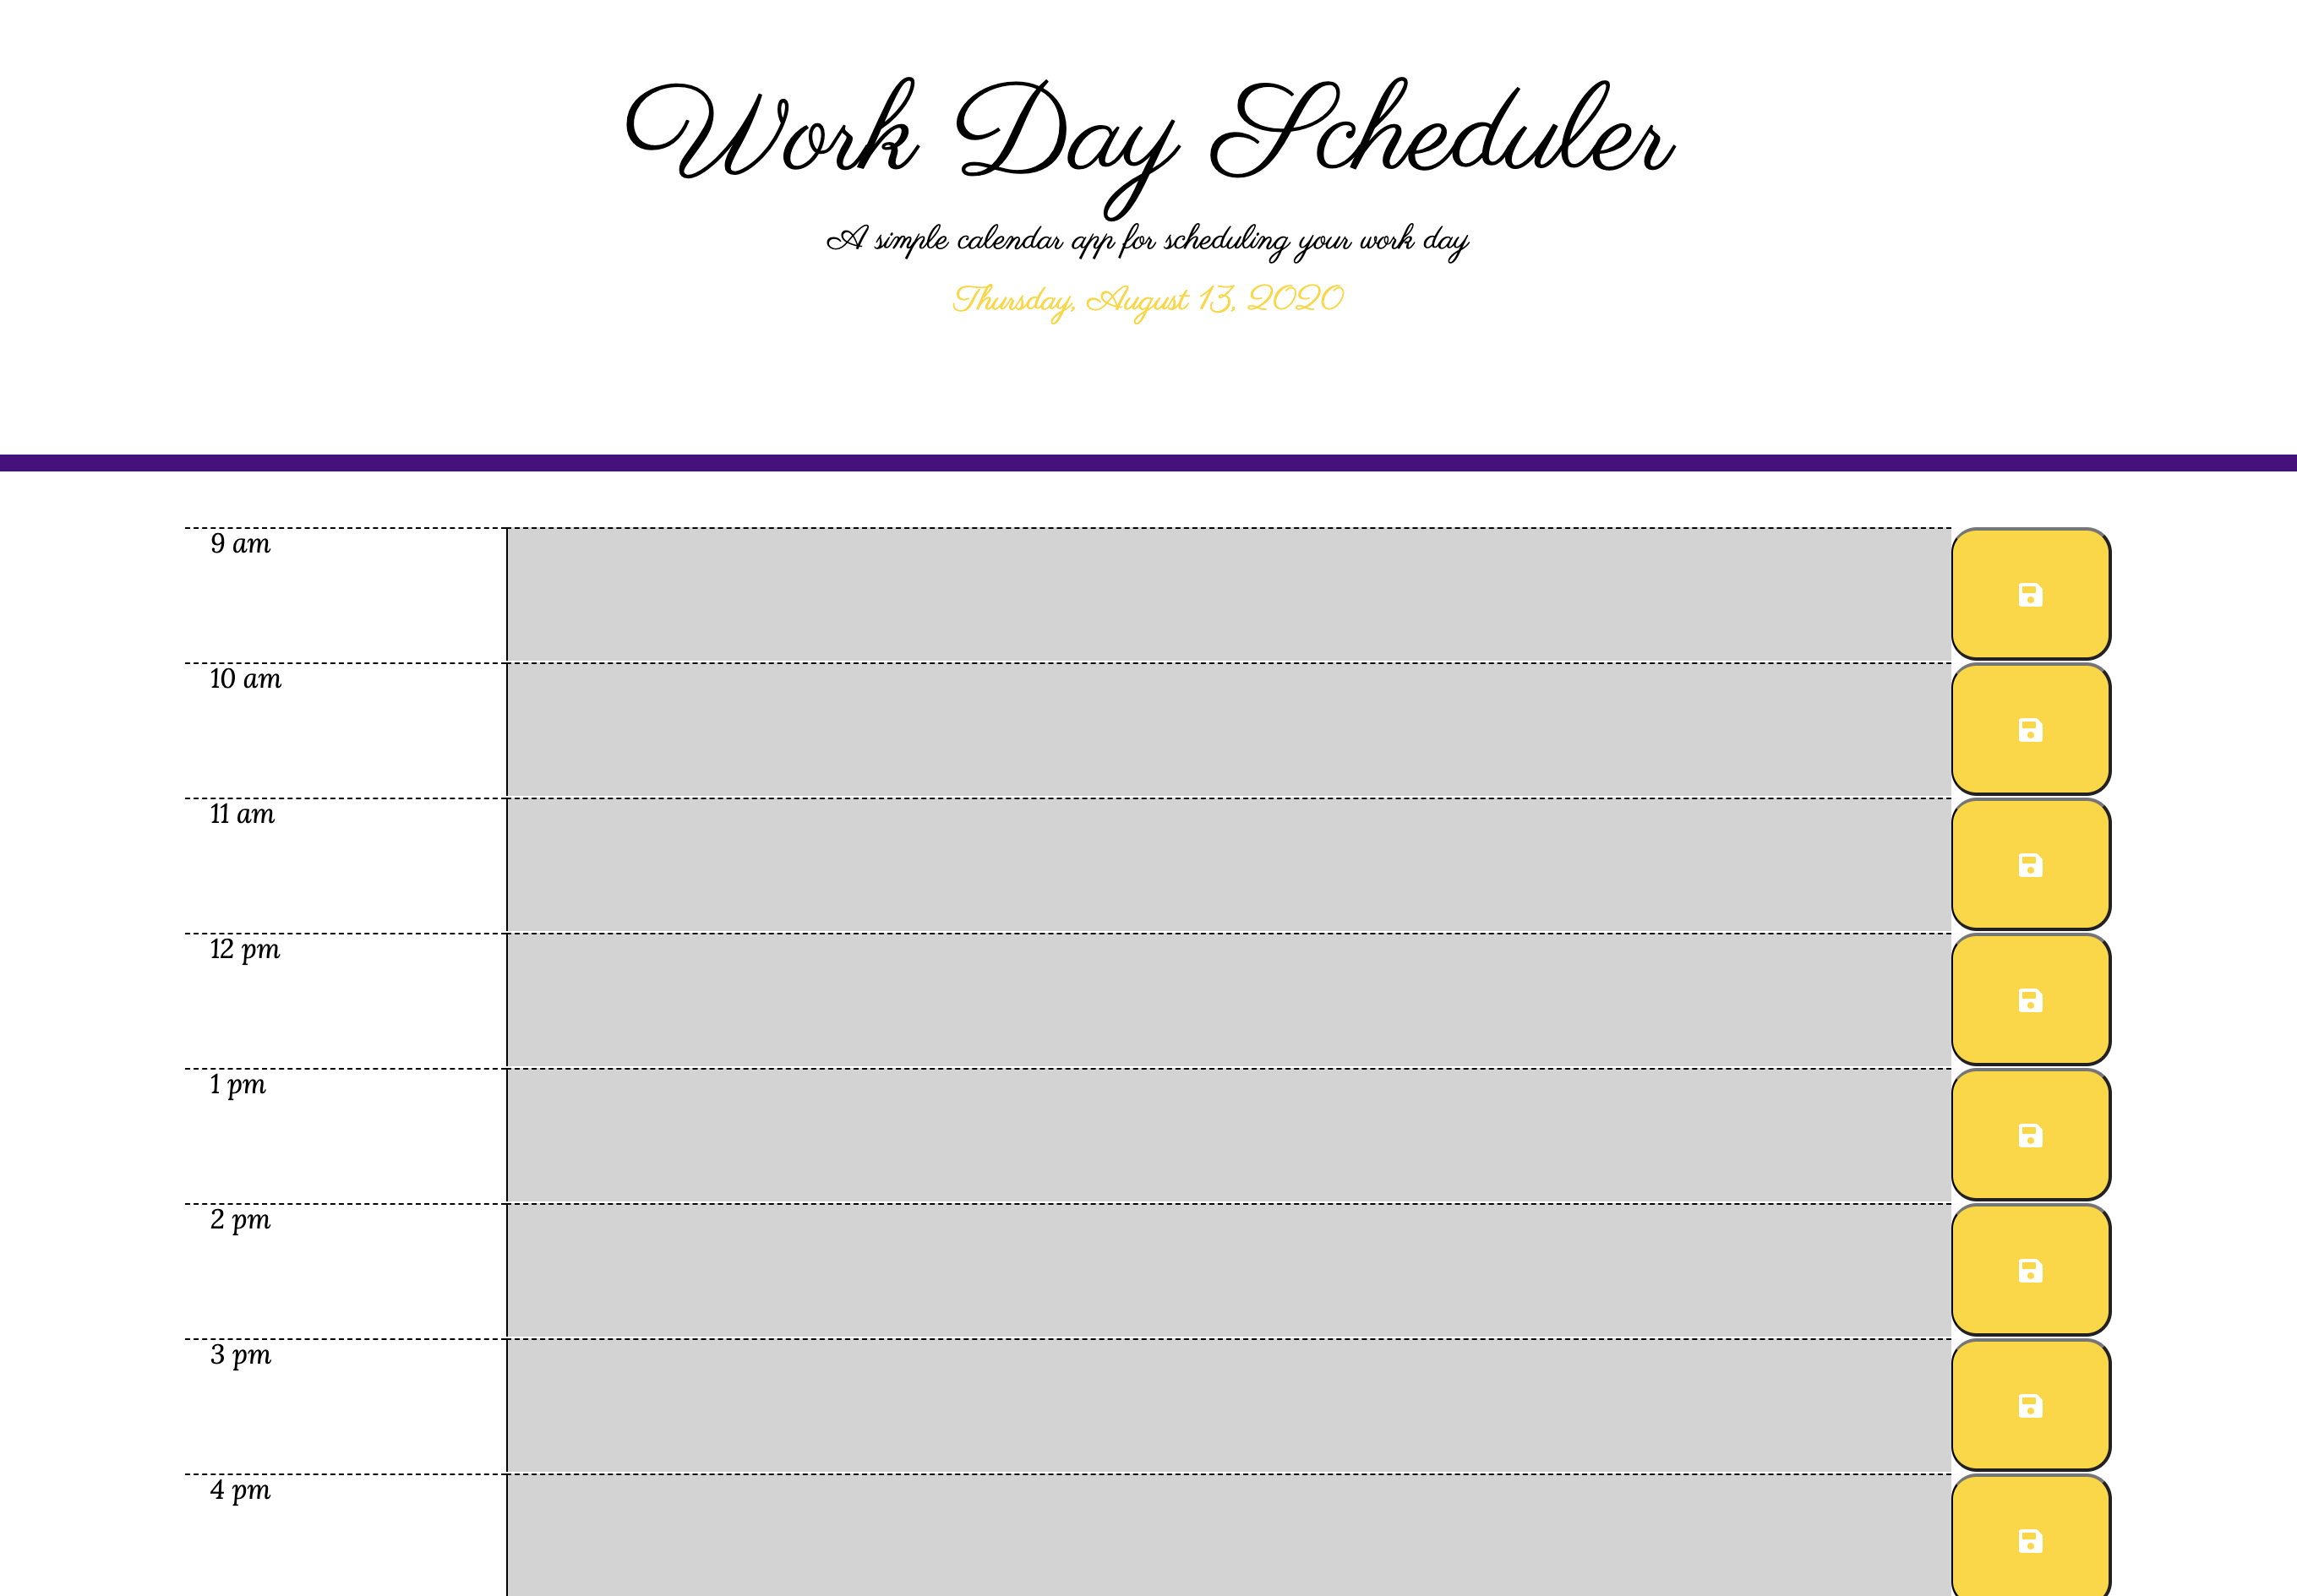 Work Day Scheduler
A simple calendar app for scheduling your work day
Thursday, August 13, 2020
9 am
10 am
11 am
12 pm
1 pm
2 pm
3 pm
4 pm